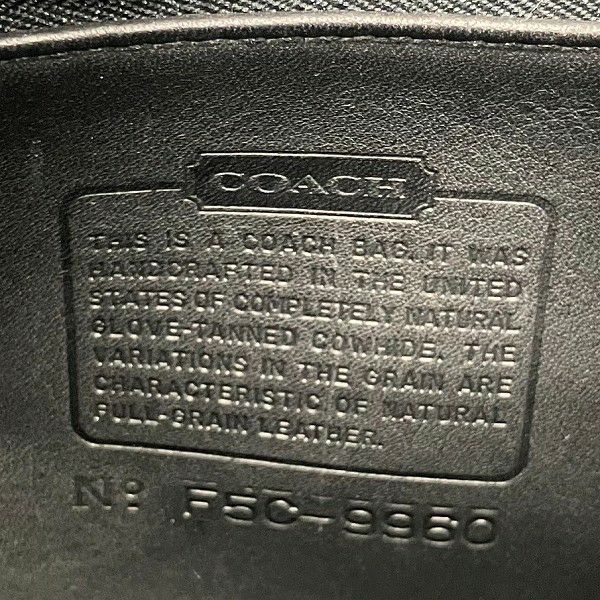 COACH
THIS IS A COACH BAG. IT WAS
HANDCRAFTED IN THE UNITED
STATES OF COMPLETELY NATURAL
GLOVE-TANNED COWHIDE. THE
VARIATIONS IN THE GRAIN ARE
CHARACTERISTIC OF NATURAL
FULL-GRAIN LEATHER.
No F5C-9960